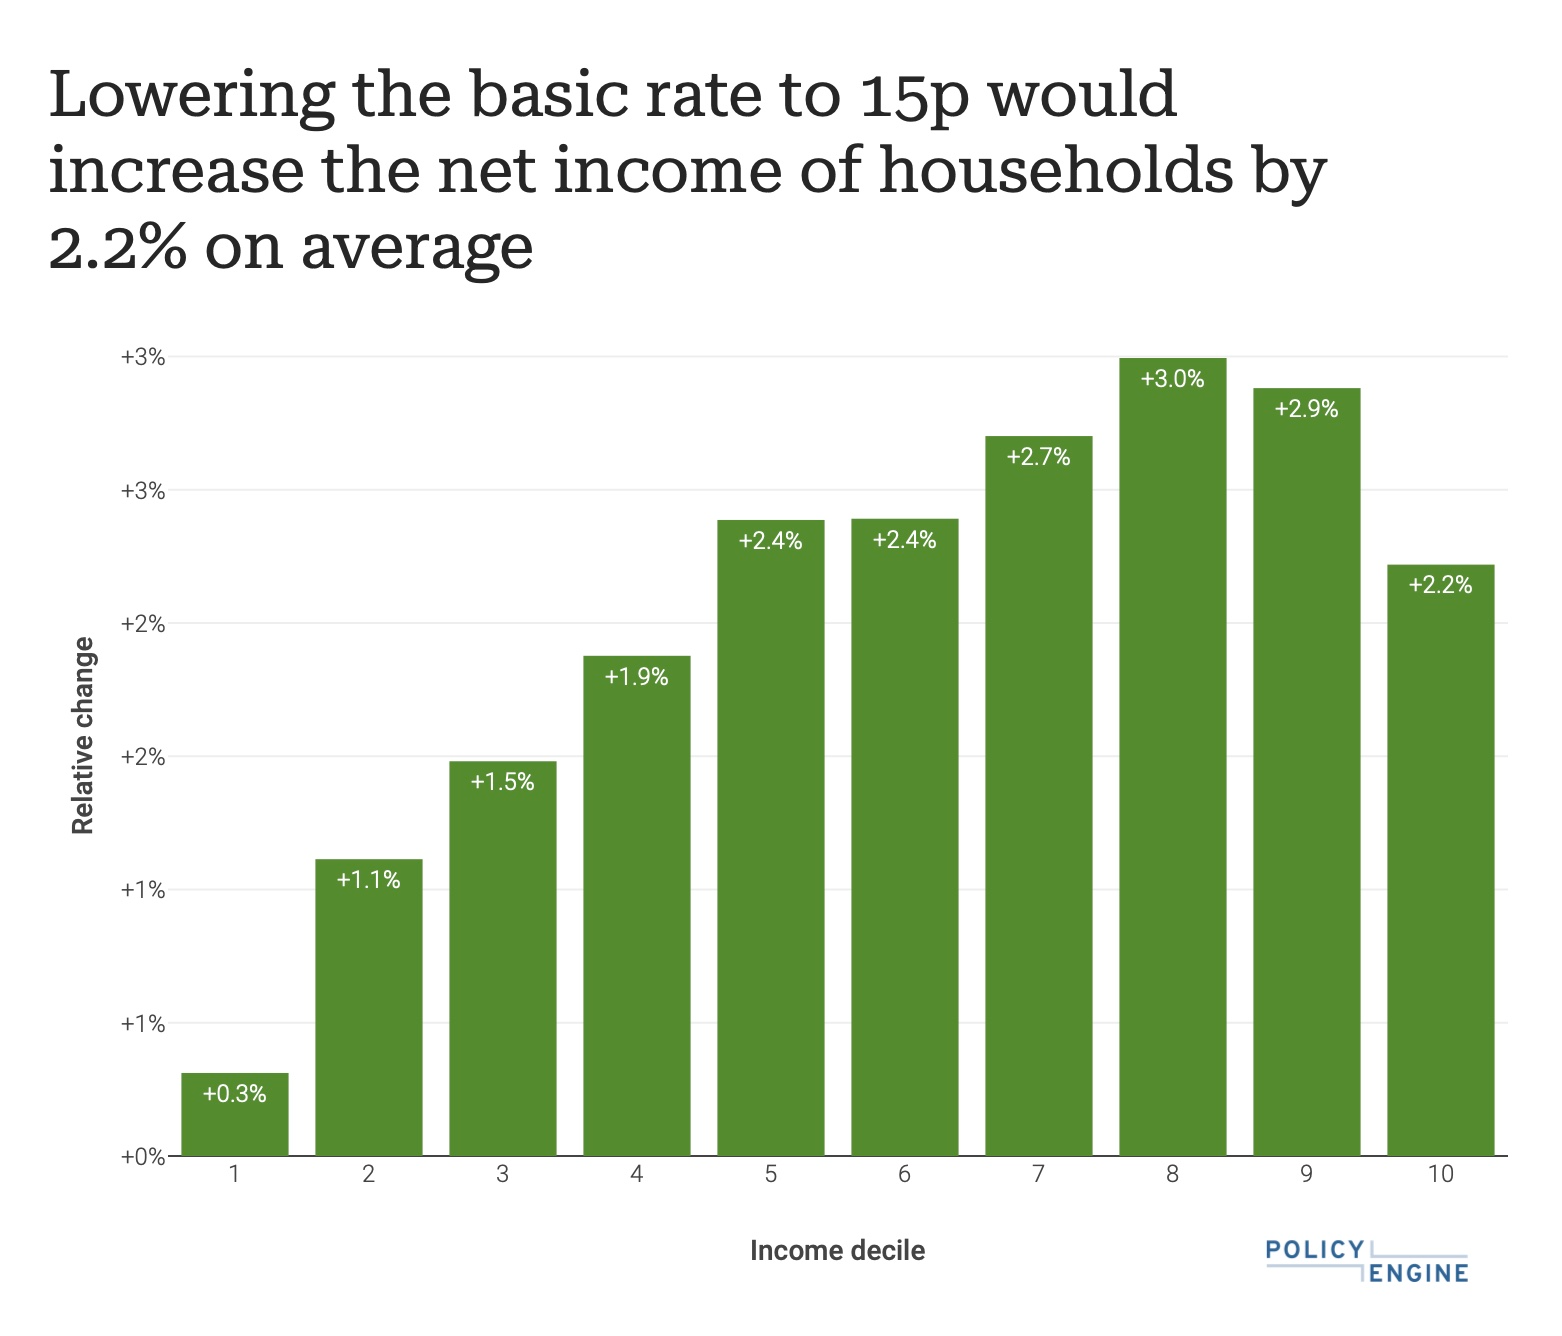 Lowering the basic rate to 15p would
increase the net income of households by
2.2% on average
+3%
+3%
+2%
+2%
+1%
+1%
+0%
Relative change
+0.3%
+1.1%
+1.5%
+1.9%
+2.4%
+2.4%
+2.7%
+3.0%
+2.9%
+2.2%
1 2 3 4 5 6 7 8 9 10
Income decile
POLICY
ENGINE